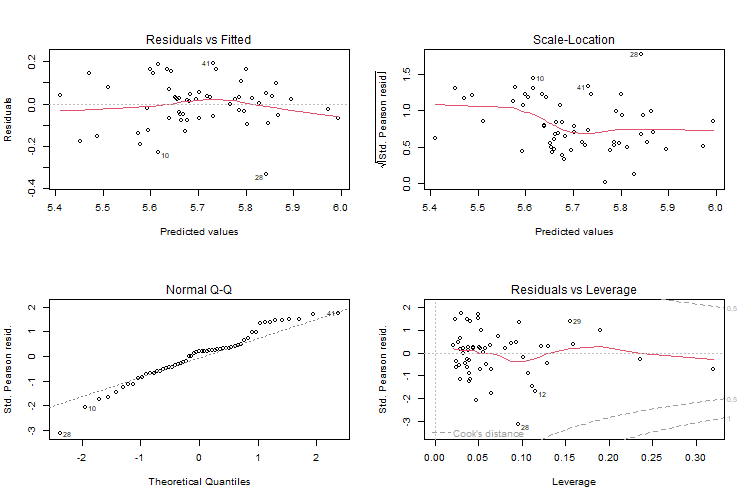 Residuals vs Fitted
Residuals
0.2
0.0
-0.2
-0.4
41
10
28
5.4 5.5 5.6 5.7 5.8 5.9 6.0
Predicted values
Scale-Location
√|Std. Pearson resid.|
1.5
1.0
0.5
0.0
28
10
41
5.4 5.5 5.6 5.7 5.8 5.9 6.0
Predicted values
Normal Q-Q
Std. Pearson resid.
2
1
0
-1
-2
-3
41
10
28
-2 -1 0 1 2
Theoretical Quantiles
Residuals vs Leverage
Std. Pearson resid.
2
1
0
-1
-3
0.5
29
12
0.5
28
1
Cook's distance
0.00 0.05 0.10 0.15 0.20 0.25 0.30
Leverage